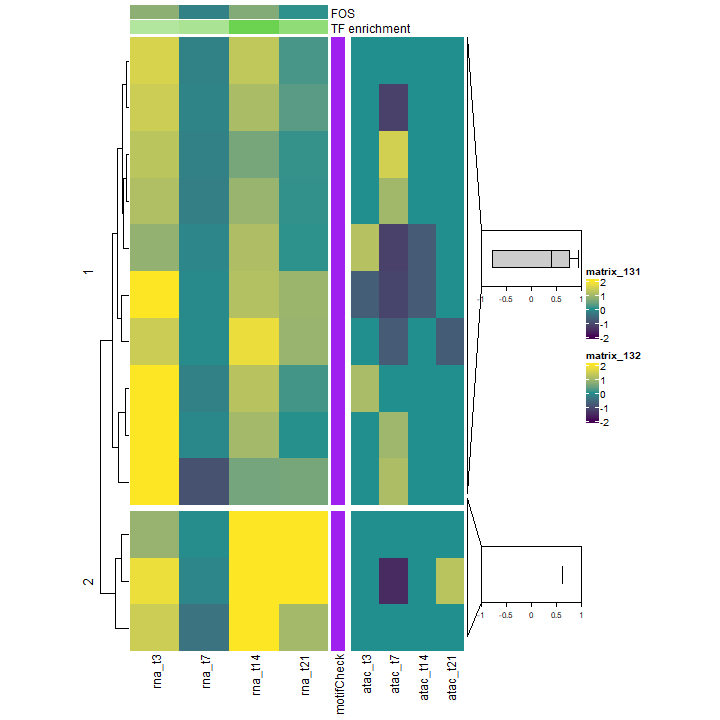 FOS
TF enrichment
1
2
-1 -0.5 0 0.5 1
-1 -0.5 0 0.5 1
matrix_131
2
1
0
-1
-2
matrix_132
2
1
0
-1
-2
rna_t3
rna_t7
rna_t14
rna_t21
motifCheck
atac_t3
atac_t7
atac_t14
atac_t21